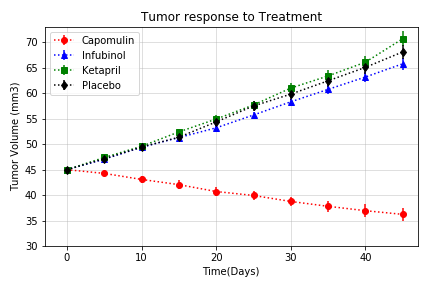 Tumor response to Treatment
Capomulin
Infubinol
Ketapril
Placebo
Tumor Volume (mm3)
70
65
60
55
50
45
40
35
30
0
10
20
30
40
Time(Days)